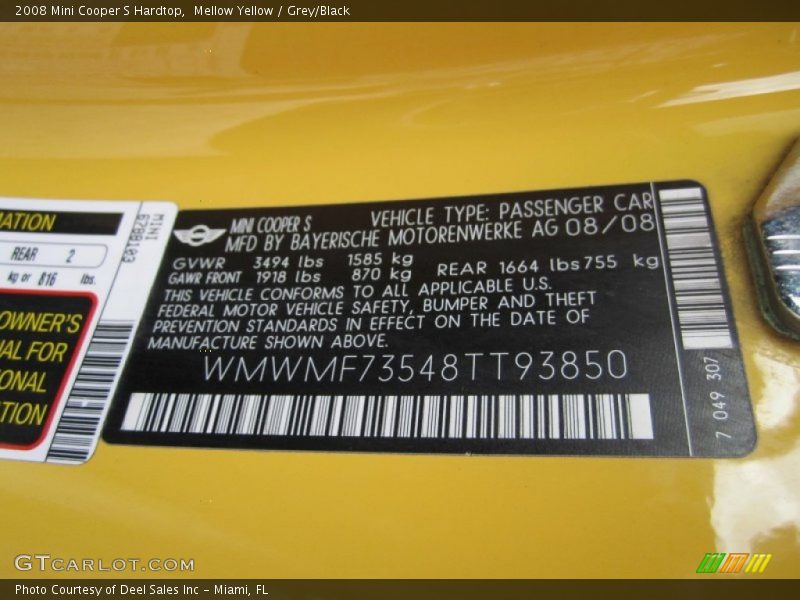 2008 Mini Cooper S Hardtop,  Mellow Yellow / Grey/Black
MATION
REAR 2
kg or 816 lbs.
OWNER'S
AL FOR
ONAL
TION
MINI
6798103
MINI COOPER S VEHICLE TYPE: PASSENGER CAR
MFD BY BAYERISCHE MOTORENWERKE AG 08/08
GVWR 3494 lbs 1585 kg
GAWR FRONT 1918 lbs 870 kg REAR 1664 lbs 755 kg
THIS VEHICLE CONFORMS TO ALL APPLICABLE U.S.
FEDERAL MOTOR VEHICLE SAFETY, BUMPER AND THEFT
PREVENTION STANDARDS IN EFFECT ON THE DATE OF
MANUFACTURE SHOWN ABOVE.
WMWMF73548TT93850
7 049 307
GTCARLOT.COM
Photo Courtesy of Deel Sales Inc – Miami, FL